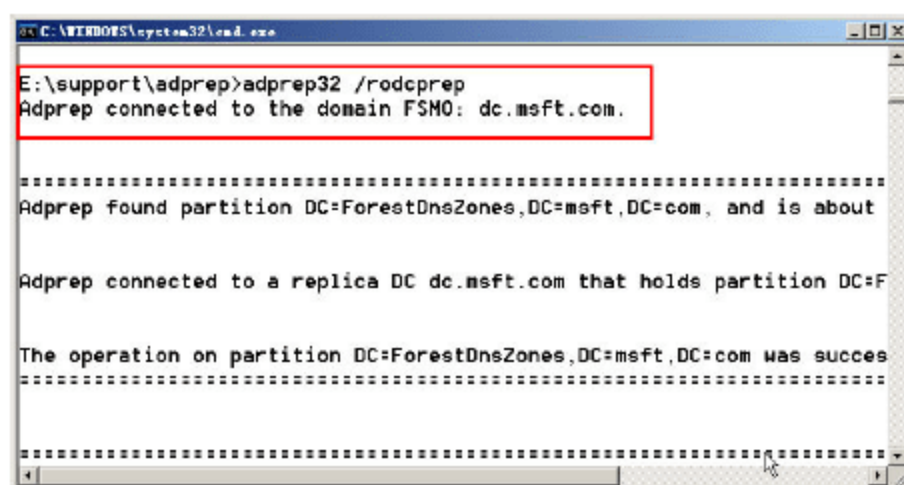 C:\WINDOWS\system32\cmd.exe
E:\support\adprep>adprep32 /rodcprep
Adprep connected to the domain FSMO: dc.msft.com.
==============================================================================
Adprep found partition DC=ForestDnsZones,DC=msft,DC=com, and is about
Adprep connected to a replica DC dc.msft.com that holds partition DC=F
The operation on partition DC=ForestDnsZones,DC=msft,DC=com was succes
==============================================================================
==============================================================================